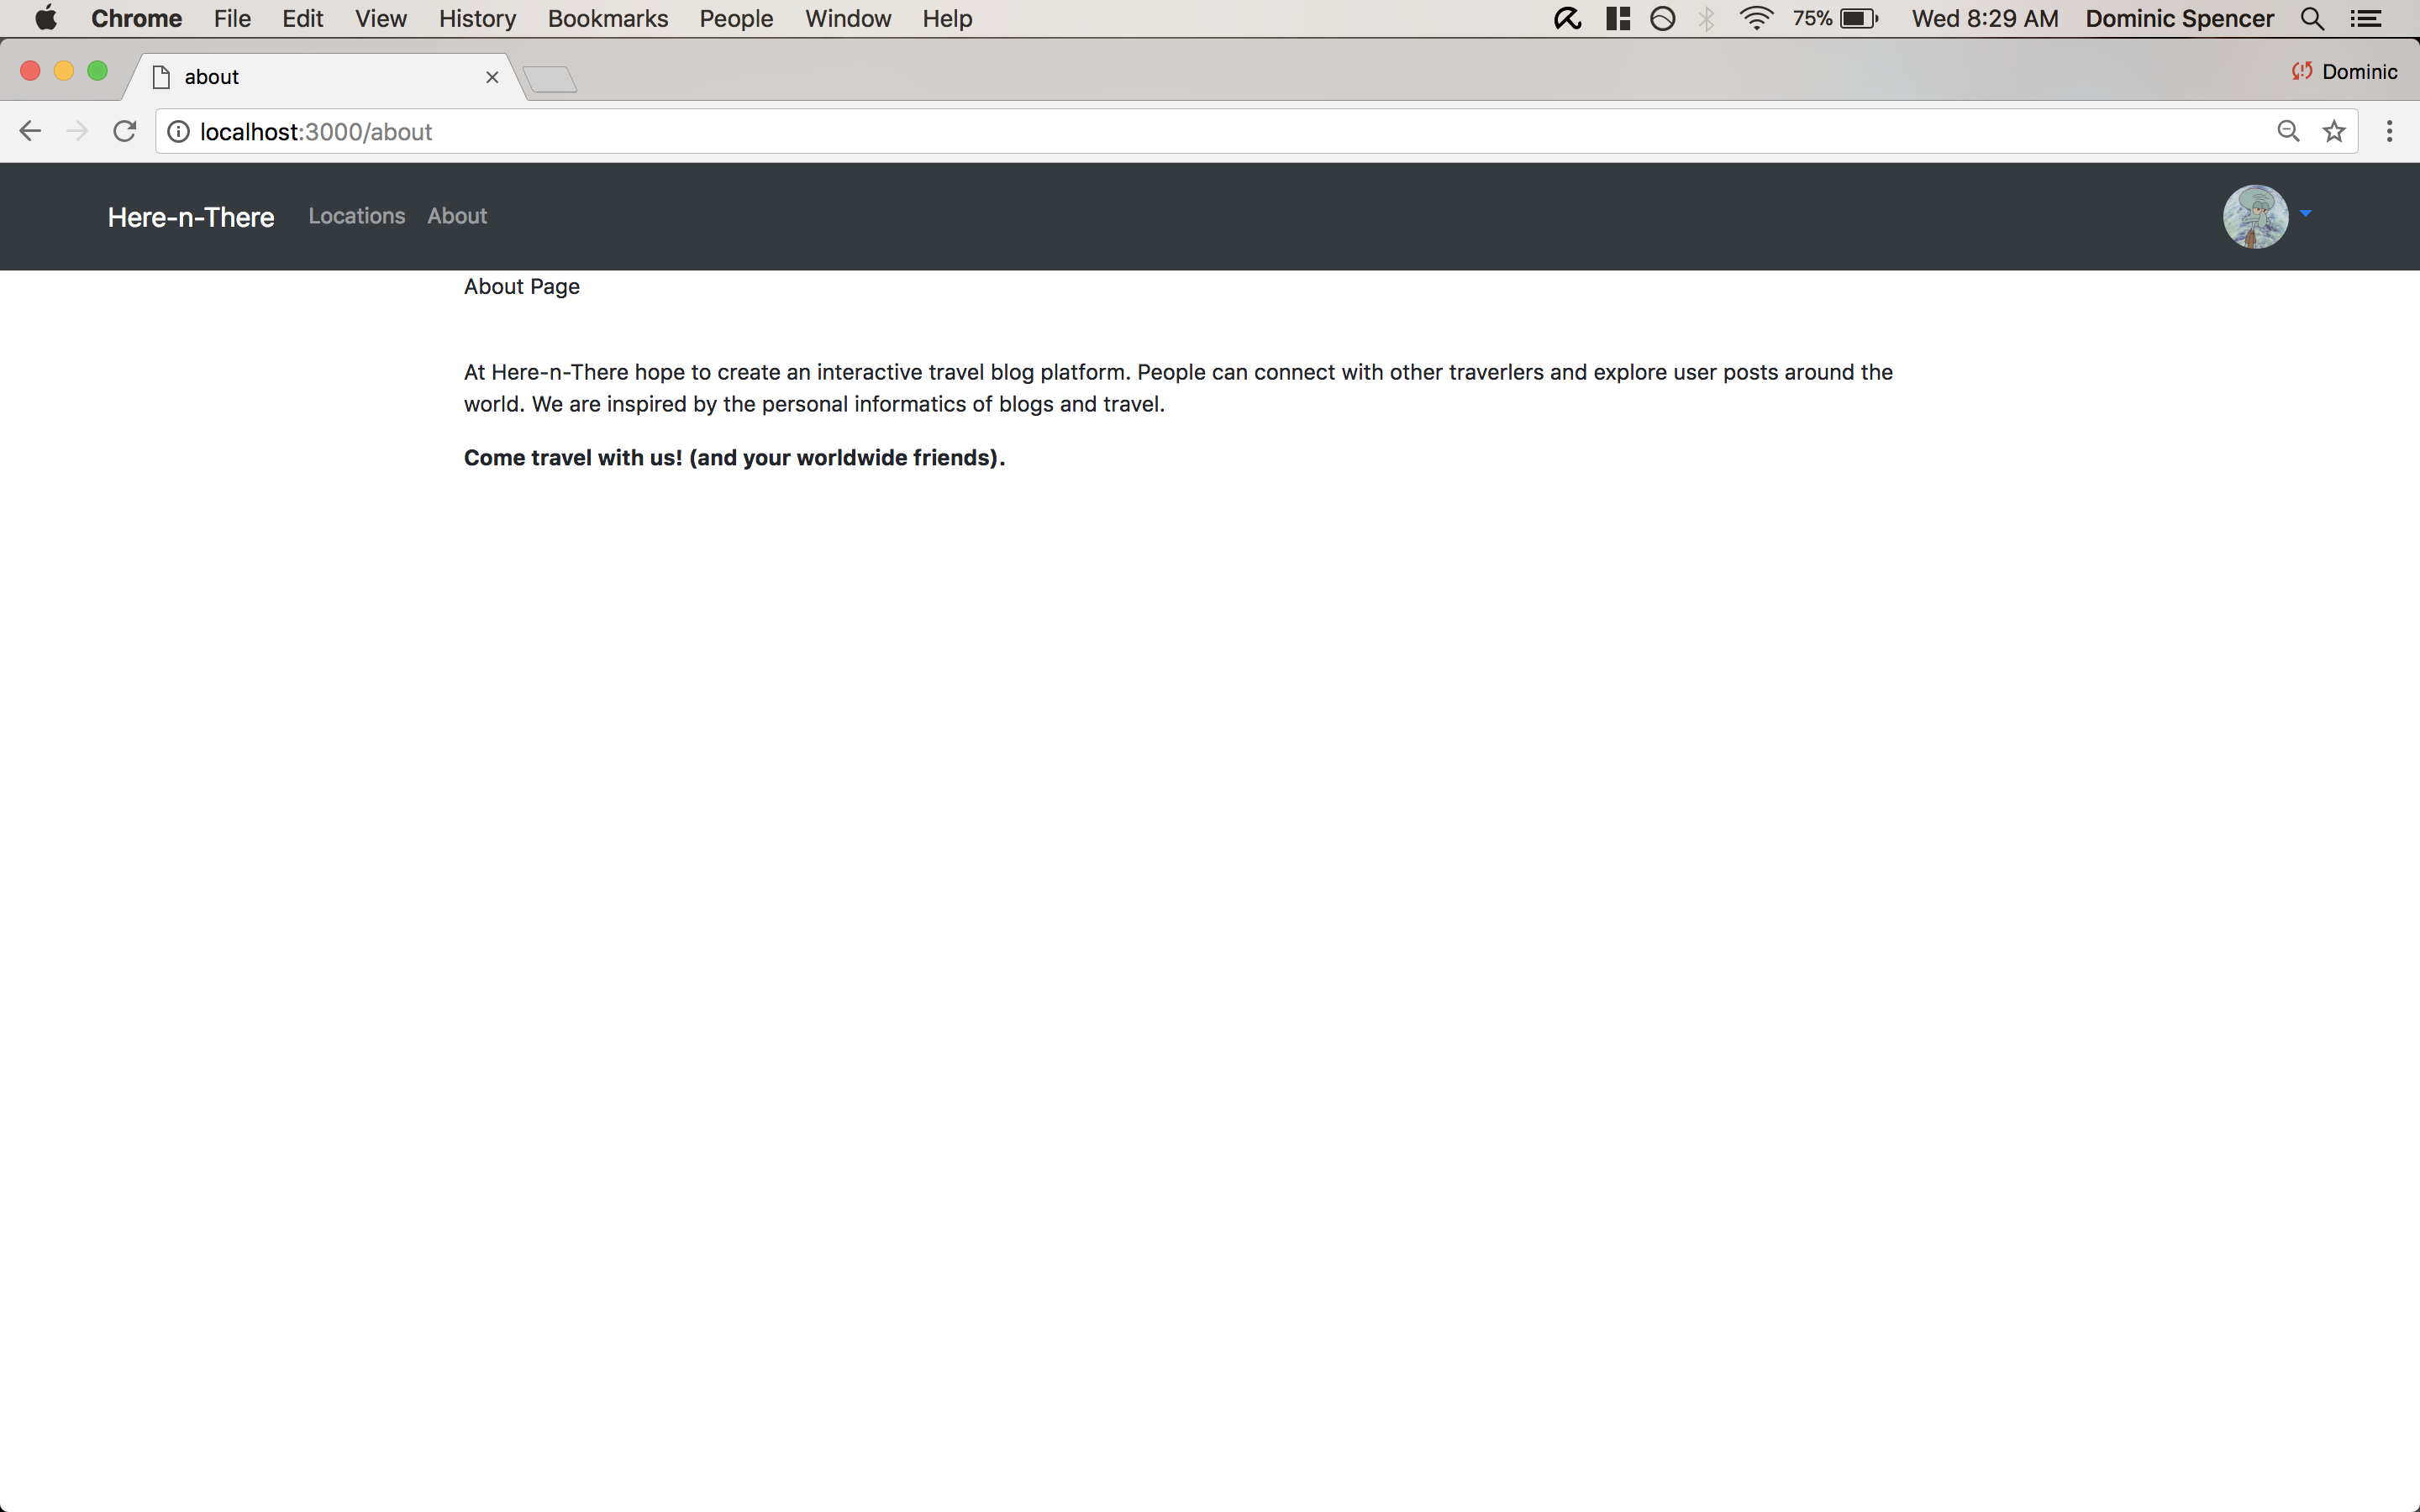 Chrome File Edit View History Bookmarks People Window Help 75% Wed 8:29 AM Dominic Spencer
about Dominic
localhost:3000/about
Here-n-There Locations About
About Page
At Here-n-There hope to create an interactive travel blog platform. People can connect with other traverlers and explore user posts around the
world. We are inspired by the personal informatics of blogs and travel.
Come travel with us! (and your worldwide friends).